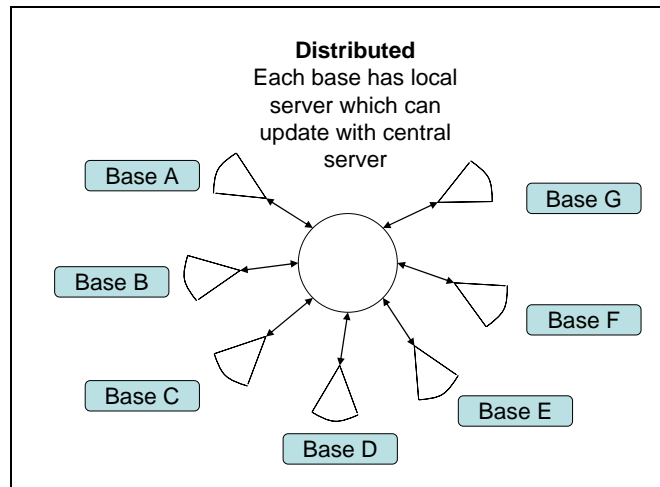 Distributed
Each base has local
server which can
update with central
server
Base A
Base G
Base B
Base F
Base C
Base E
Base D